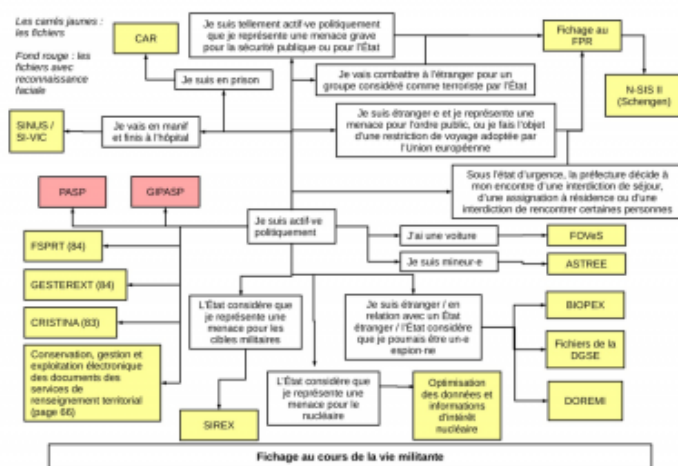 Les carrés jaunes :
les fichiers
Fond rouge : les
fichiers avec
reconnaissance
faciale
CAR
Je suis tellement actif-ve politiquement
que je représente une menace grave
pour la sécurité publique ou pour l'État
Fichage au
FPR
Je suis en prison
Je vais combattre à l'étranger pour un
groupe considéré comme terroriste par l'État
N-SIS II
(Schengen)
SINUS /
SI-VIC
Je vais en manif
et finis à l'hôpital
Je suis étranger·e et je représente une
menace pour l'ordre public, ou je fais l'objet
d'une restriction de voyage adoptée par
l'Union européenne
Sous l'état d'urgence, la préfecture décide à
mon encontre d'une interdiction de séjour,
d'une assignation à résidence ou d'une
interdiction de rencontrer certaines personnes
PASP
GIPASP
Je suis actif-ve
politiquement
J'ai une voiture
FOVeS
FSPRT (84)
Je suis mineur·e
ASTREE
GESTEREXT (84)
L'État considère que
je représente une
menace pour les
cibles militaires
Je suis étranger / en
relation avec un État
étranger / l'État considère
que je pourrais être un·e
espion·ne
BIOPEX
CRISTINA (83)
Fichiers de la
DGSE
Conservation, gestion et
exploitation électronique
des documents des
services de
renseignement territorial
(page 66)
L'État considère que
je représente une
menace pour le
nucléaire
Optimisation
des données et
informations
d'intérêt
nucléaire
DOREMI
SIREX
Fichage au cours de la vie militante